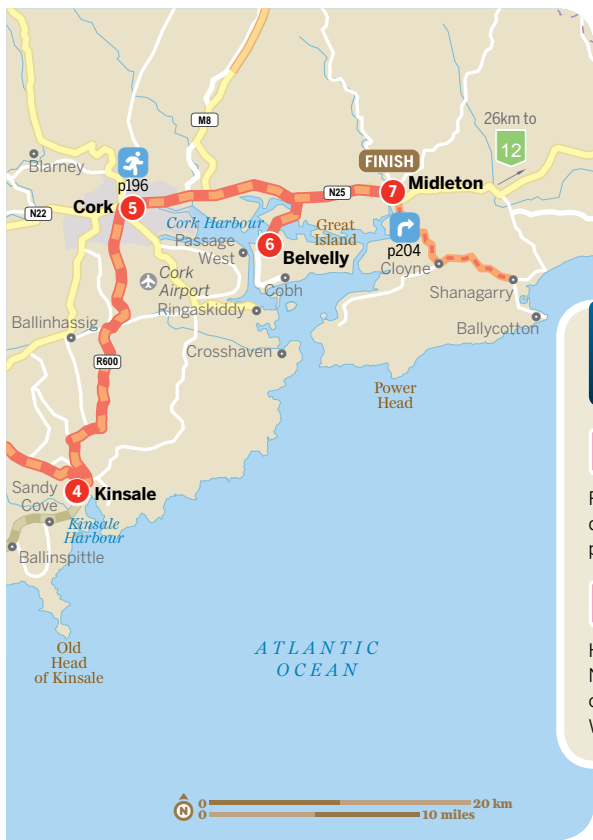 M8
26km to
12
Blarney
p196
FINISH
N25
7 Midleton
N22
Cork 5
Cork Harbour
Great
Island
Passage
West
6
Belvelly
p204
Cloyne
Cork
Airport
Cobh
Shanagarry
Ringaskiddy
Ballinhassig
Ballycotton
Crosshaven
R600
Power
Head
Sandy
Cove
4 Kinsale
Kinsale
Harbour
Ballinspittle
Old
Head
of Kinsale
ATLANTIC
OCEAN
N
0 20 km
0 10 miles